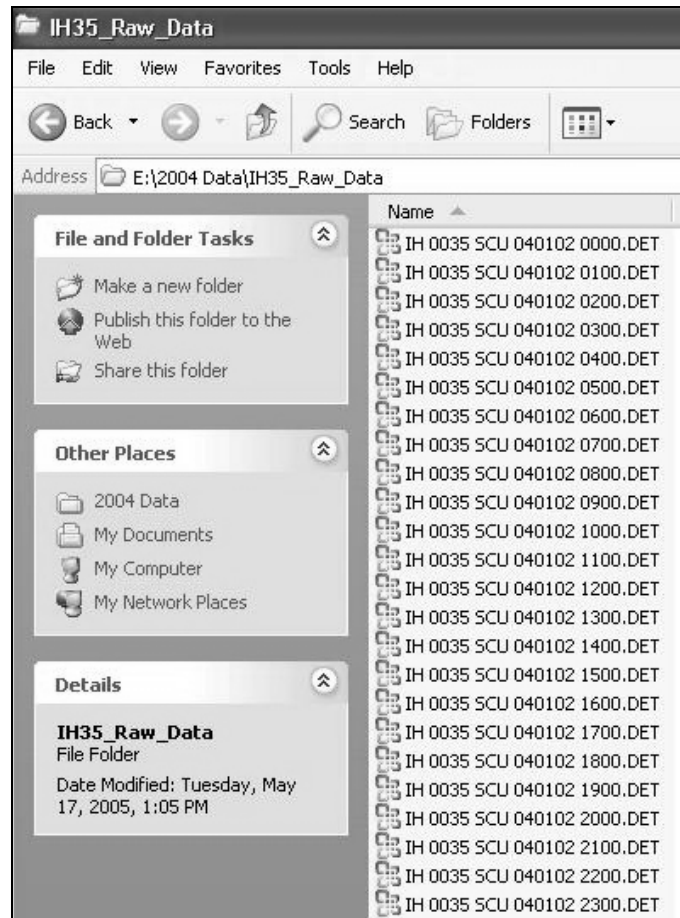 IH35_Raw_Data
File Edit View Favorites Tools Help
Back Search Folders
Address E:\2004 Data\IH35_Raw_Data
File and Folder Tasks
Make a new folder
Publish this folder to the
Web
Share this folder
Other Places
2004 Data
My Documents
My Computer
My Network Places
Details
IH35_Raw_Data
File Folder
Date Modified: Tuesday, May
17, 2005, 1:05 PM
Name
IH 0035 SCU 040102 0000.DET
IH 0035 SCU 040102 0100.DET
IH 0035 SCU 040102 0200.DET
IH 0035 SCU 040102 0300.DET
IH 0035 SCU 040102 0400.DET
IH 0035 SCU 040102 0500.DET
IH 0035 SCU 040102 0600.DET
IH 0035 SCU 040102 0700.DET
IH 0035 SCU 040102 0800.DET
IH 0035 SCU 040102 0900.DET
IH 0035 SCU 040102 1000.DET
IH 0035 SCU 040102 1100.DET
IH 0035 SCU 040102 1200.DET
IH 0035 SCU 040102 1300.DET
IH 0035 SCU 040102 1400.DET
IH 0035 SCU 040102 1500.DET
IH 0035 SCU 040102 1600.DET
IH 0035 SCU 040102 1700.DET
IH 0035 SCU 040102 1800.DET
IH 0035 SCU 040102 1900.DET
IH 0035 SCU 040102 2000.DET
IH 0035 SCU 040102 2100.DET
IH 0035 SCU 040102 2200.DET
IH 0035 SCU 040102 2300.DET